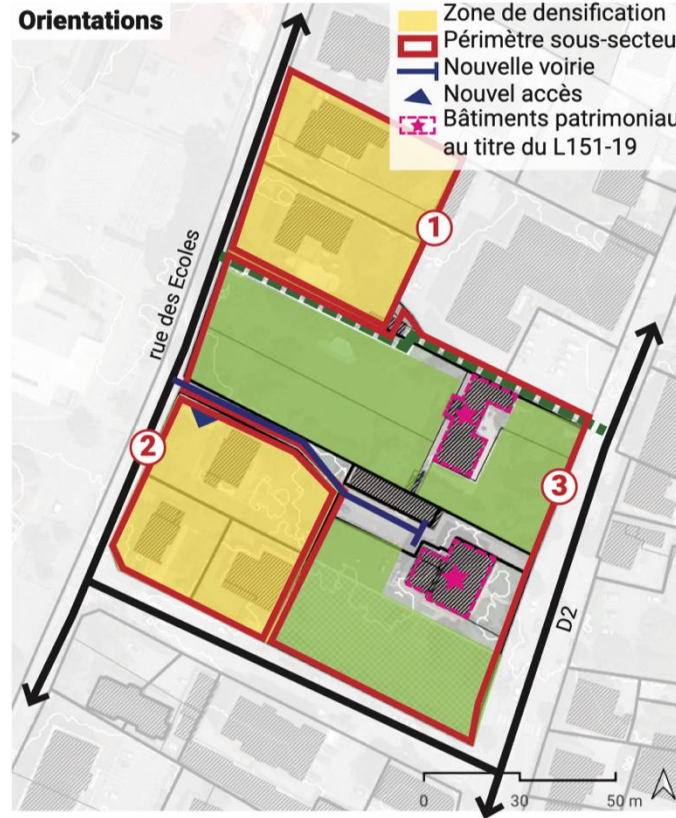 Orientations
Zone de densification
Périmètre sous-secteu
Nouvelle voirie
Nouvel accès
Bâtiments patrimoniau
au titre du L151-19
rue des Ecoles
1
2
3
D2
0 30 50 m